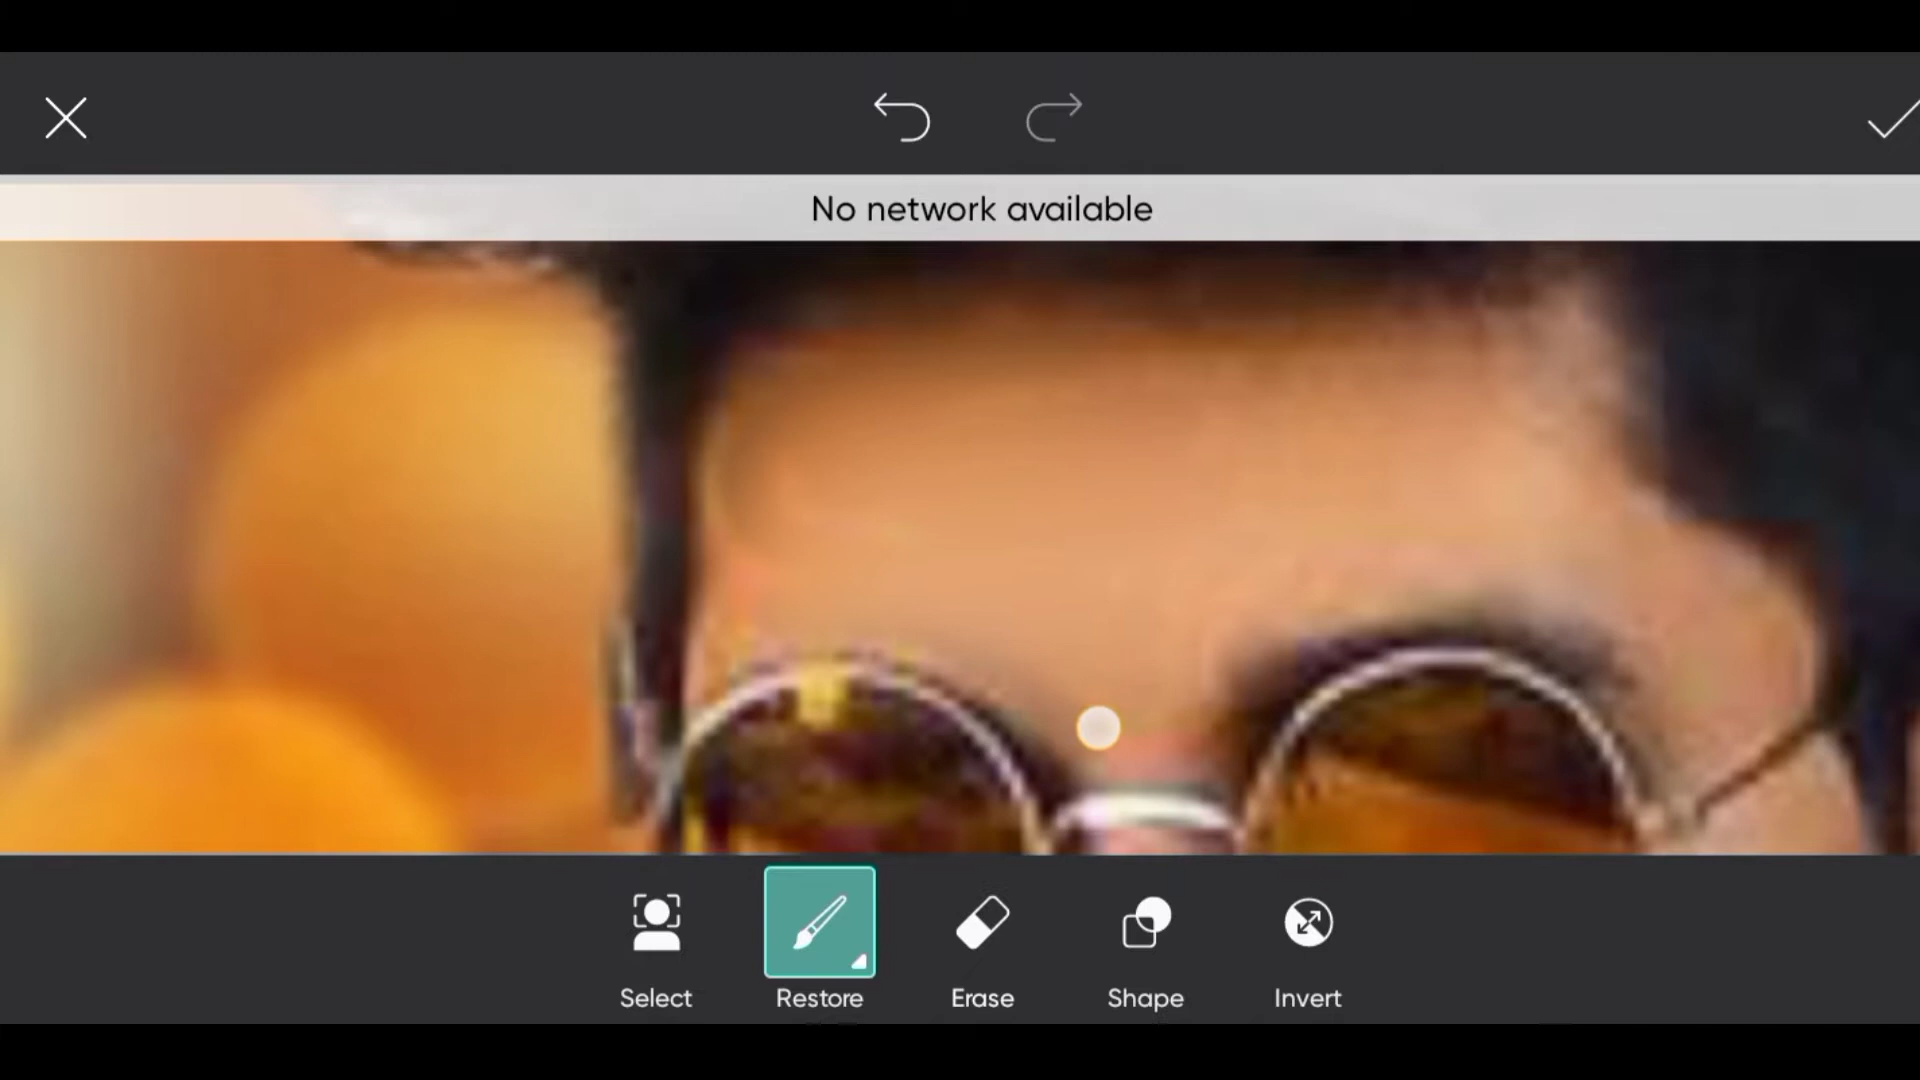 No network available
Select
Restore
Erase
Shape
Invert